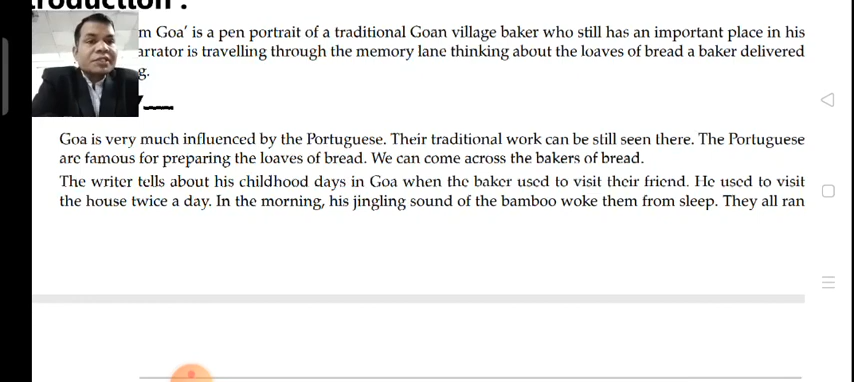 m Goa' is a pen portrait of a traditional Goan village baker who still has an important place in his
arrator is travelling through the memory lane thinking about the loaves of bread a baker delivered
g.
Goa is very much influenced by the Portuguese. Their traditional work can be still seen there. The Portuguese
are famous for preparing the loaves of bread. We can come across the bakers of bread.
The writer tells about his childhood days in Goa when the baker used to visit their friend. He used to visit
the house twice a day. In the morning, his jingling sound of the bamboo woke them from sleep. They all ran